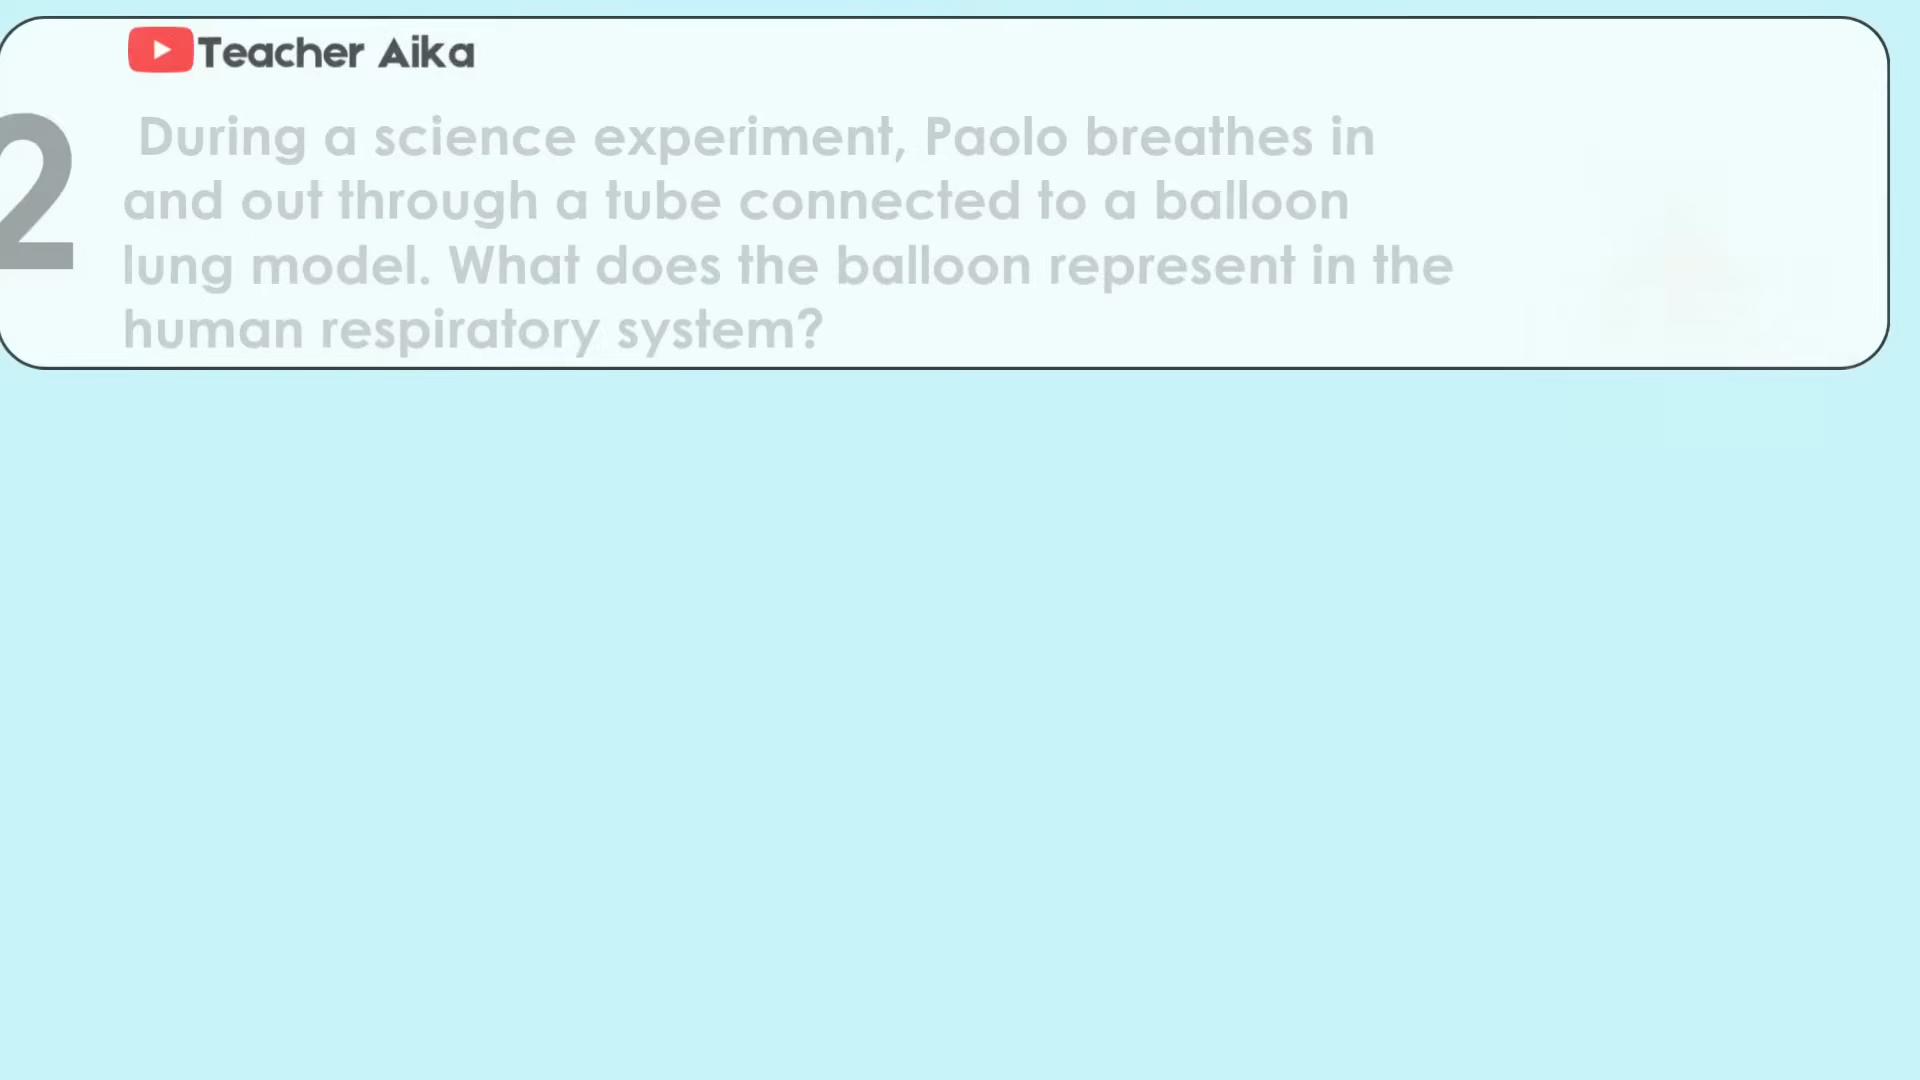 Teacher Aika
2
During a science experiment, Paolo breathes in
and out through a tube connected to a balloon
lung model. What does the balloon represent in the
human respiratory system?